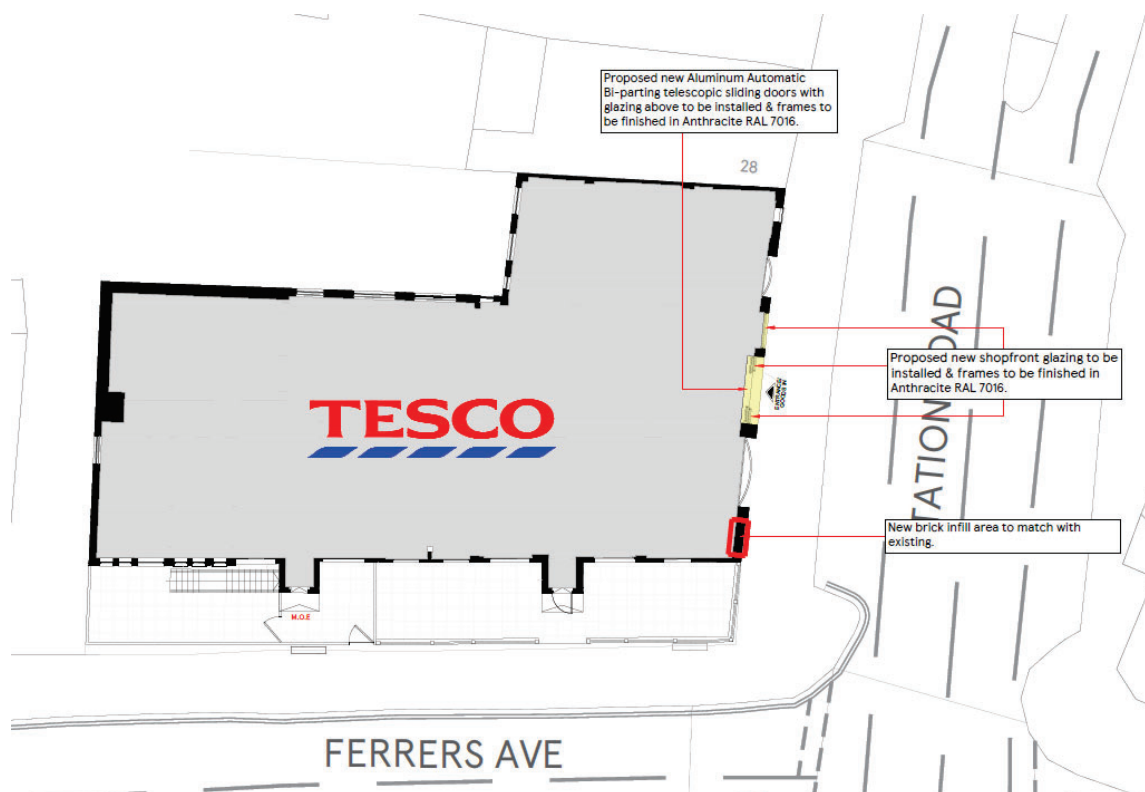 Proposed new Aluminum Automatic
Bi-parting telescopic sliding doors with
glazing above to be installed & frames to
be finished in Anthracite RAL 7016.
28
TATION ROAD
Proposed new shopfront glazing to be
installed & frames to be finished in
Anthracite RAL 7016.
TESCO
New brick infill area to match with
existing.
M.O.E
FERRERS AVE